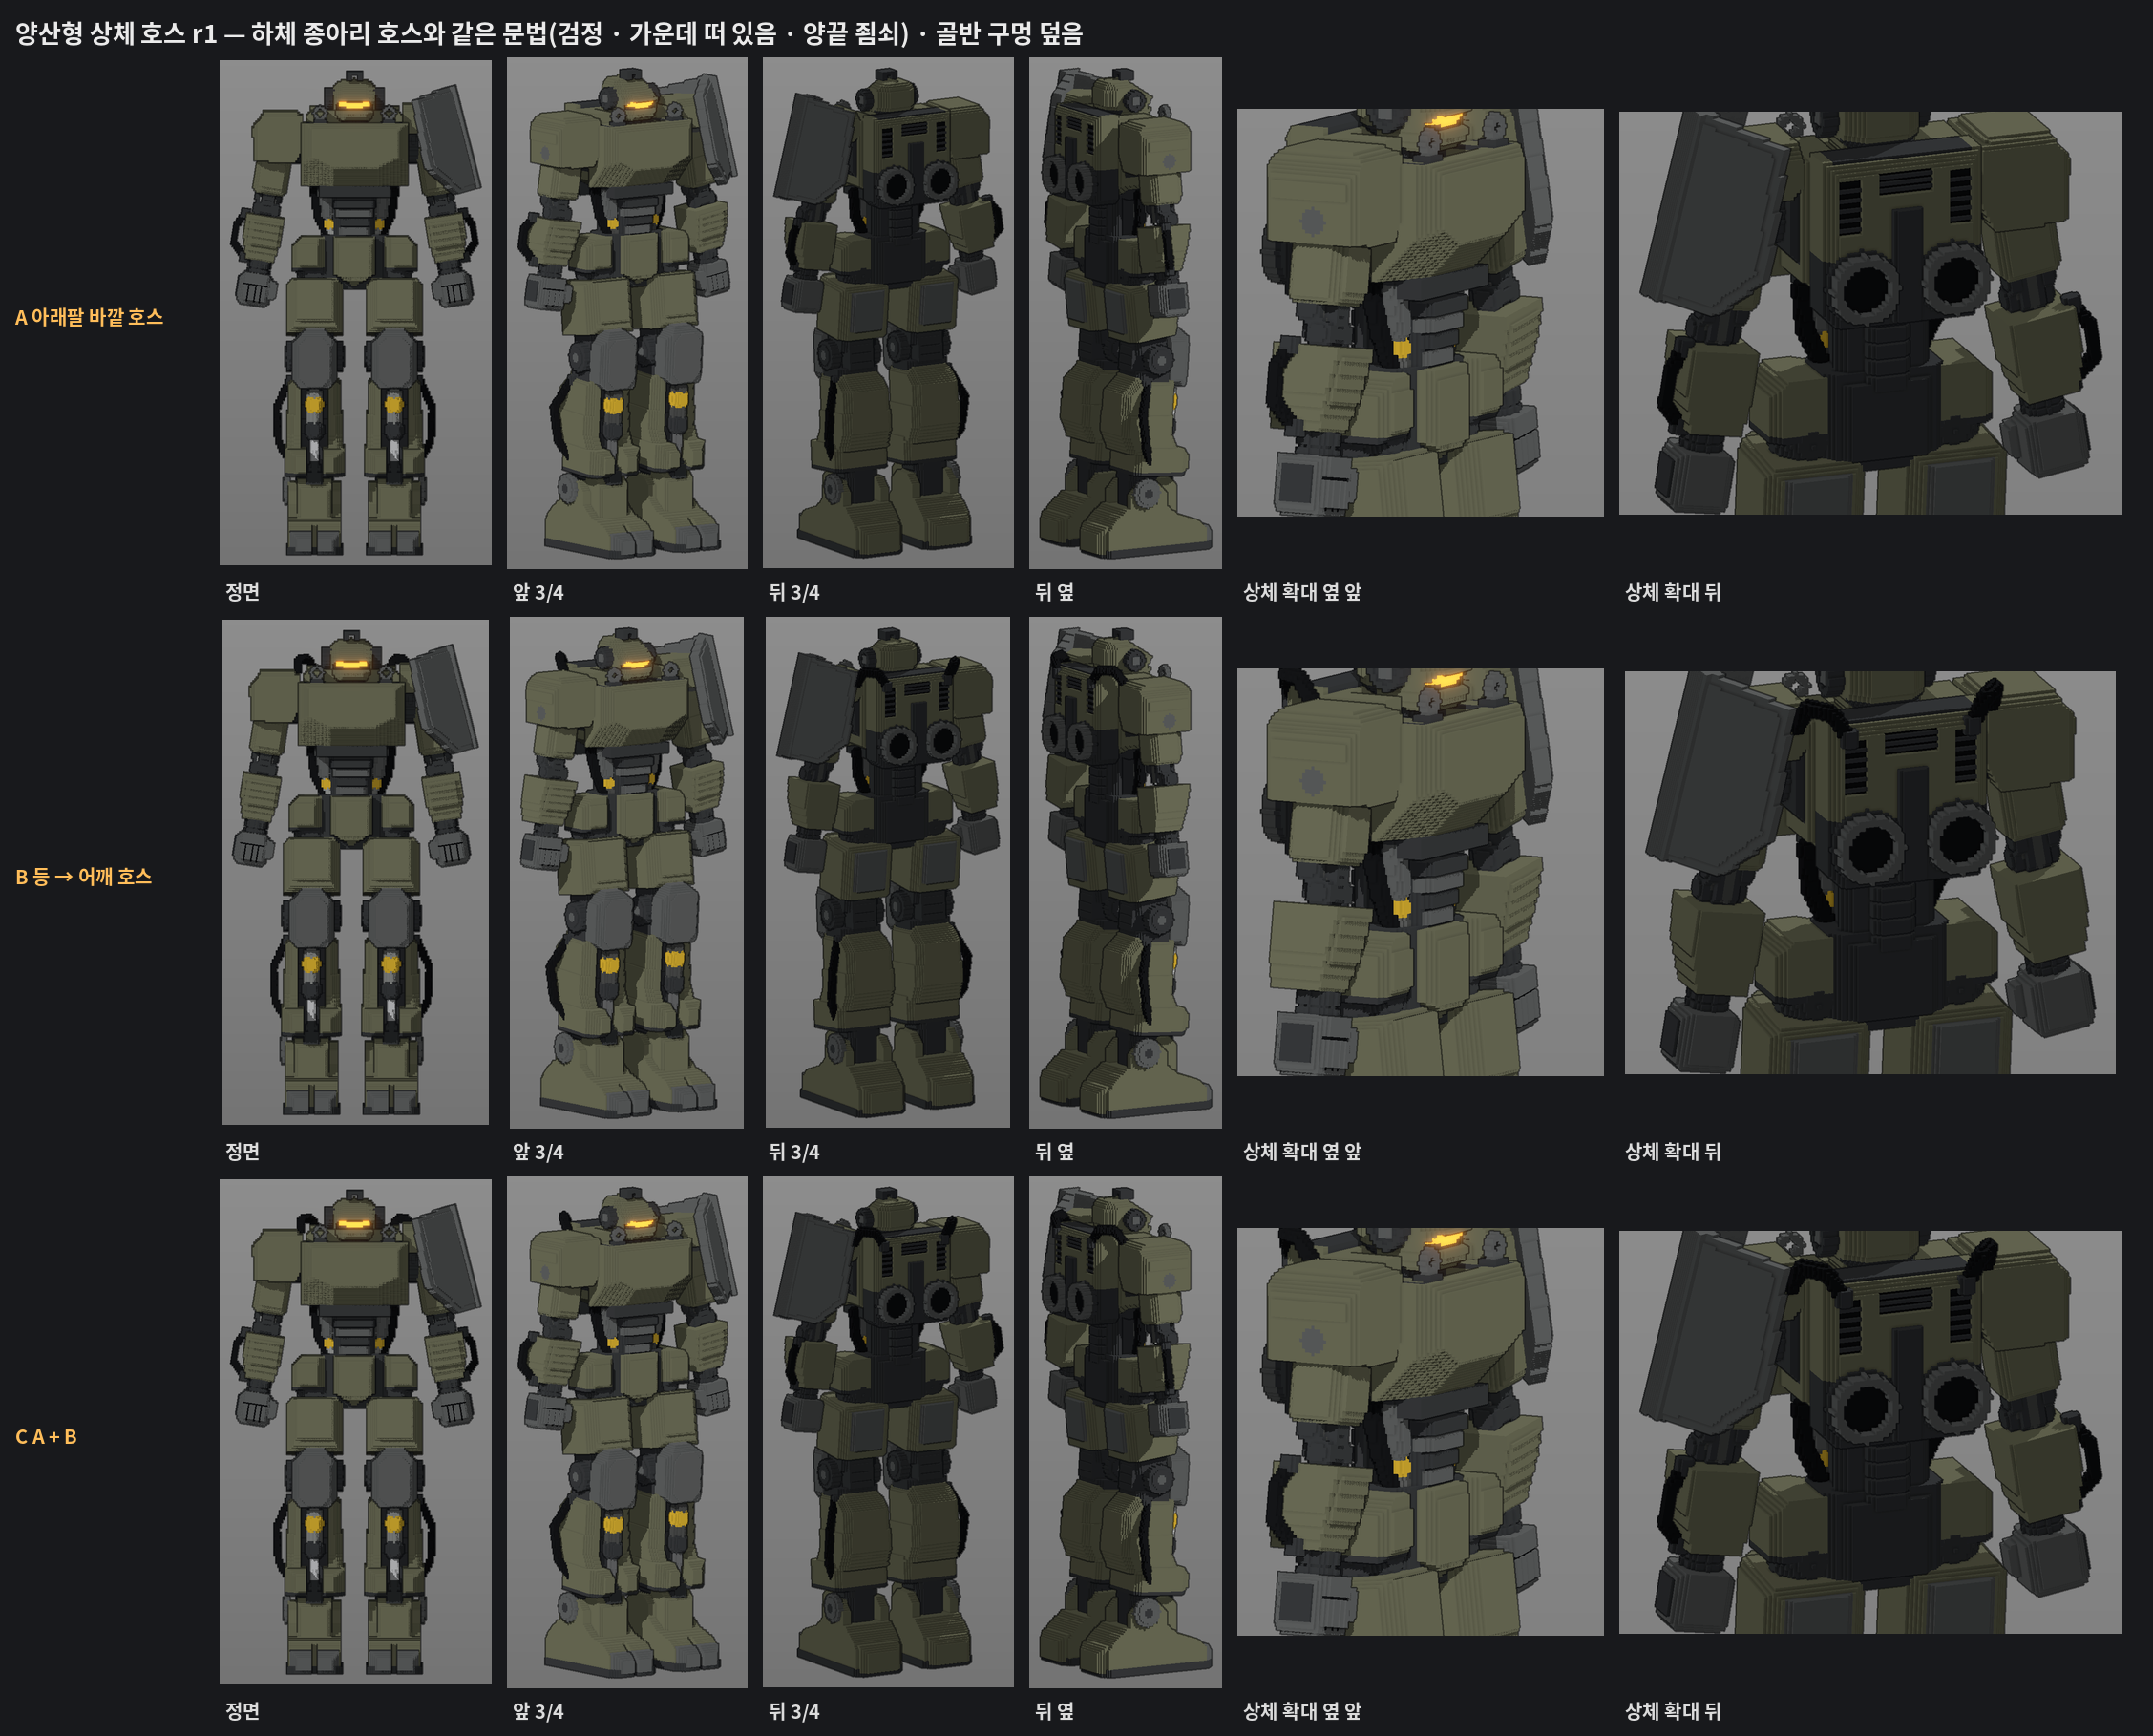 양산형 상체 호스 r1 — 하체 종아리 호스와 같은 문법(검정 · 가운데 떠 있음 · 양끝 죔쇠) · 골반 구멍 덮음
A 아래팔 바깥 호스
정면 앞 3/4 뒤 3/4 뒤 옆 상체 확대 옆 앞 상체 확대 뒤
B 등 → 어깨 호스
정면 앞 3/4 뒤 3/4 뒤 옆 상체 확대 옆 앞 상체 확대 뒤
C A + B
정면 앞 3/4 뒤 3/4 뒤 옆 상체 확대 옆 앞 상체 확대 뒤